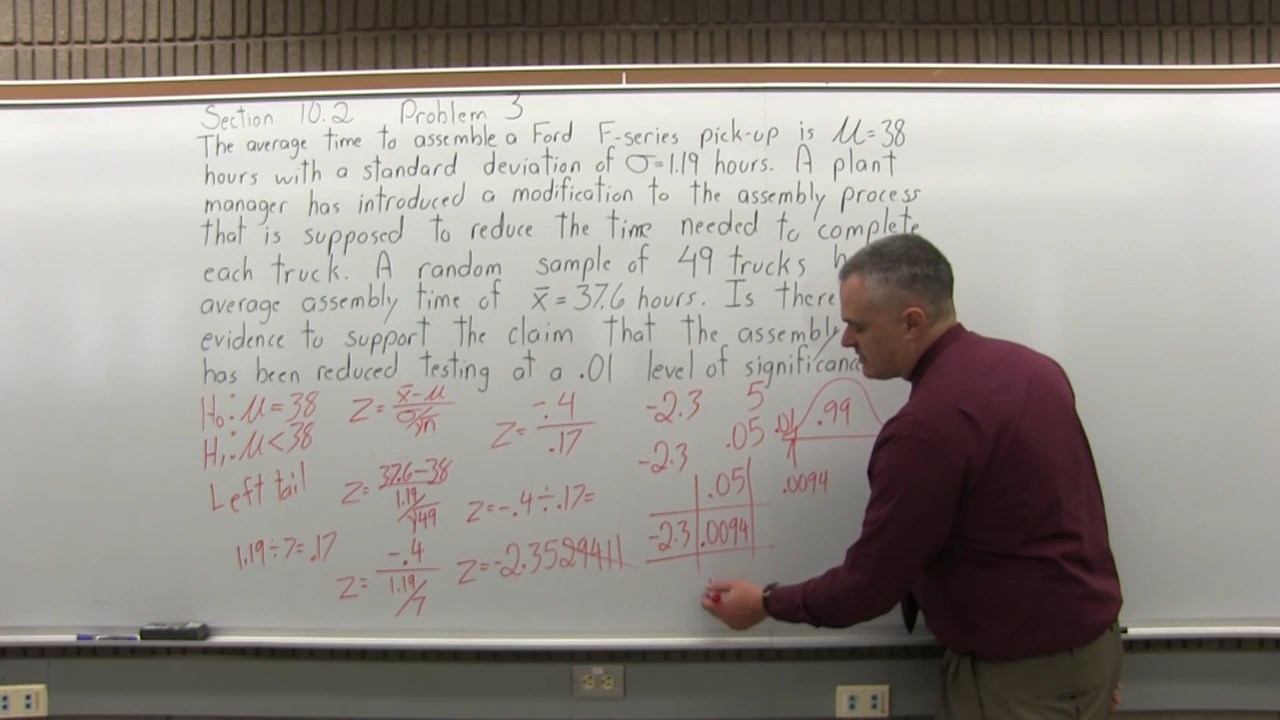 Section 10.2 Problem 3
The average time to assemble a Ford F-series pick-up is μ=38
hours with a standard deviation of σ=1.19 hours. A plant
manager has introduced a modification to the assembly process
that is supposed to reduce the time needed to complete
each truck. A random sample of 49 trucks
average assembly time of x̄ = 37.6 hours. Is there
evidence to support the claim that the assembly
has been reduced testing at a .01 level of significanc
H₀: μ=38
H₁: μ<38
Left tail
1.19÷7=.17
Z= (x̄-μ)/(σ/√n)
Z= (37.6-38)/(1.19/√49)
Z= -.4/(1.19/7)
Z= -.4/.17
Z=-.4÷.17=
Z=-2.3529411
-2.3 5
-2.3 .05
.05
-2.3 .0094
.01 .99
.0094